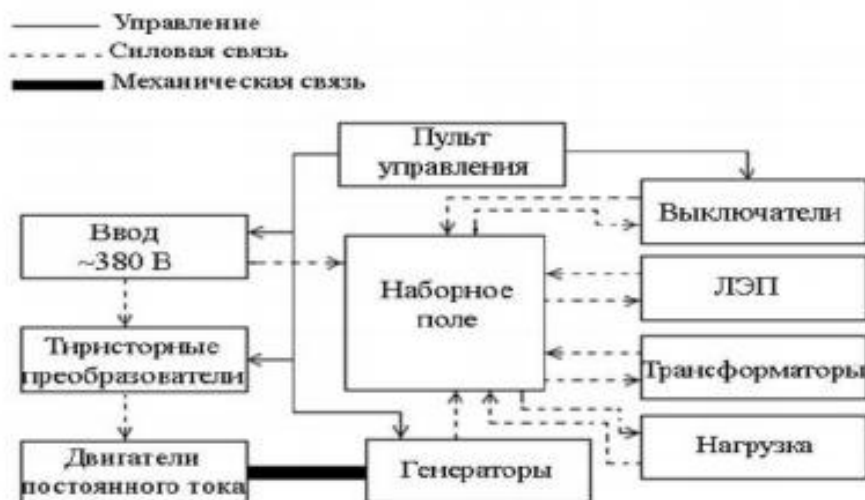 Управление
Силовая связь
Механическая связь
Пульт
управления
Выключатели
Ввод
~380 В
Наборное
поле
ЛЭП
Тиристорные
преобразователи
Трансформаторы
Нагрузка
Двигатели
постоянного тока
Генераторы